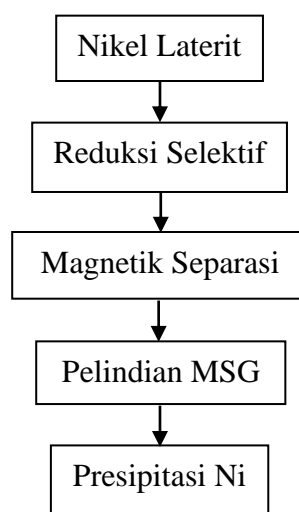 Nikel Laterit
Reduksi Selektif
Magnetik Separasi
Pelindian MSG
Presipitasi Ni